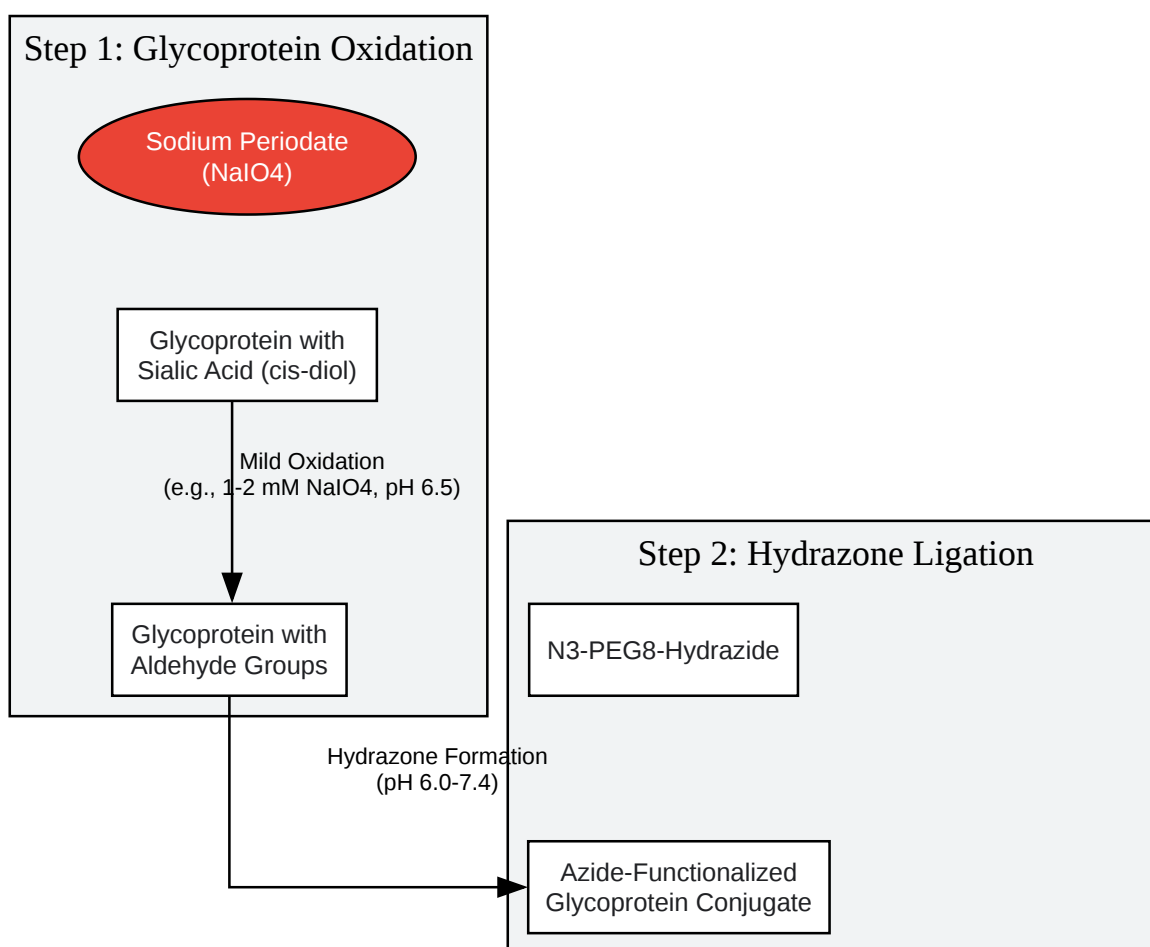 Step 1: Glycoprotein Oxidation
Sodium Periodate
(NaIO4)
Glycoprotein with
Sialic Acid (cis-diol)
Mild Oxidation
(e.g., 1-2 mM NaIO4, pH 6.5)
Glycoprotein with
Aldehyde Groups
Step 2: Hydrazone Ligation
N3-PEG8-Hydrazide
Hydrazone Formation
(pH 6.0-7.4)
Azide-Functionalized
Glycoprotein Conjugate